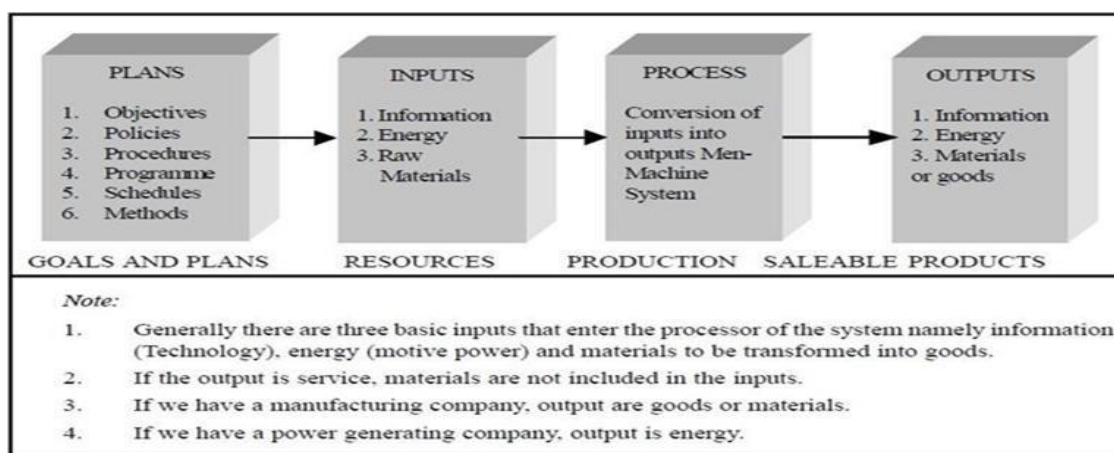 PLANS
1. Objectives
2. Policies
3. Procedures
4. Programme
5. Schedules
6. Methods
INPUTS
1. Information
2. Energy
3. Raw
Materials
PROCESS
Conversion of
inputs into
outputs Men-
Machine
System
OUTPUTS
1. Information
2. Energy
3. Materials
or goods
GOALS AND PLANS
RESOURCES
PRODUCTION
SALEABLE PRODUCTS
Note:
1. Generally there are three basic inputs that enter the processor of the system namely information
(Technology), energy (motive power) and materials to be transformed into goods.
2. If the output is service, materials are not included in the inputs.
3. If we have a manufacturing company, output are goods or materials.
4. If we have a power generating company, output is energy.